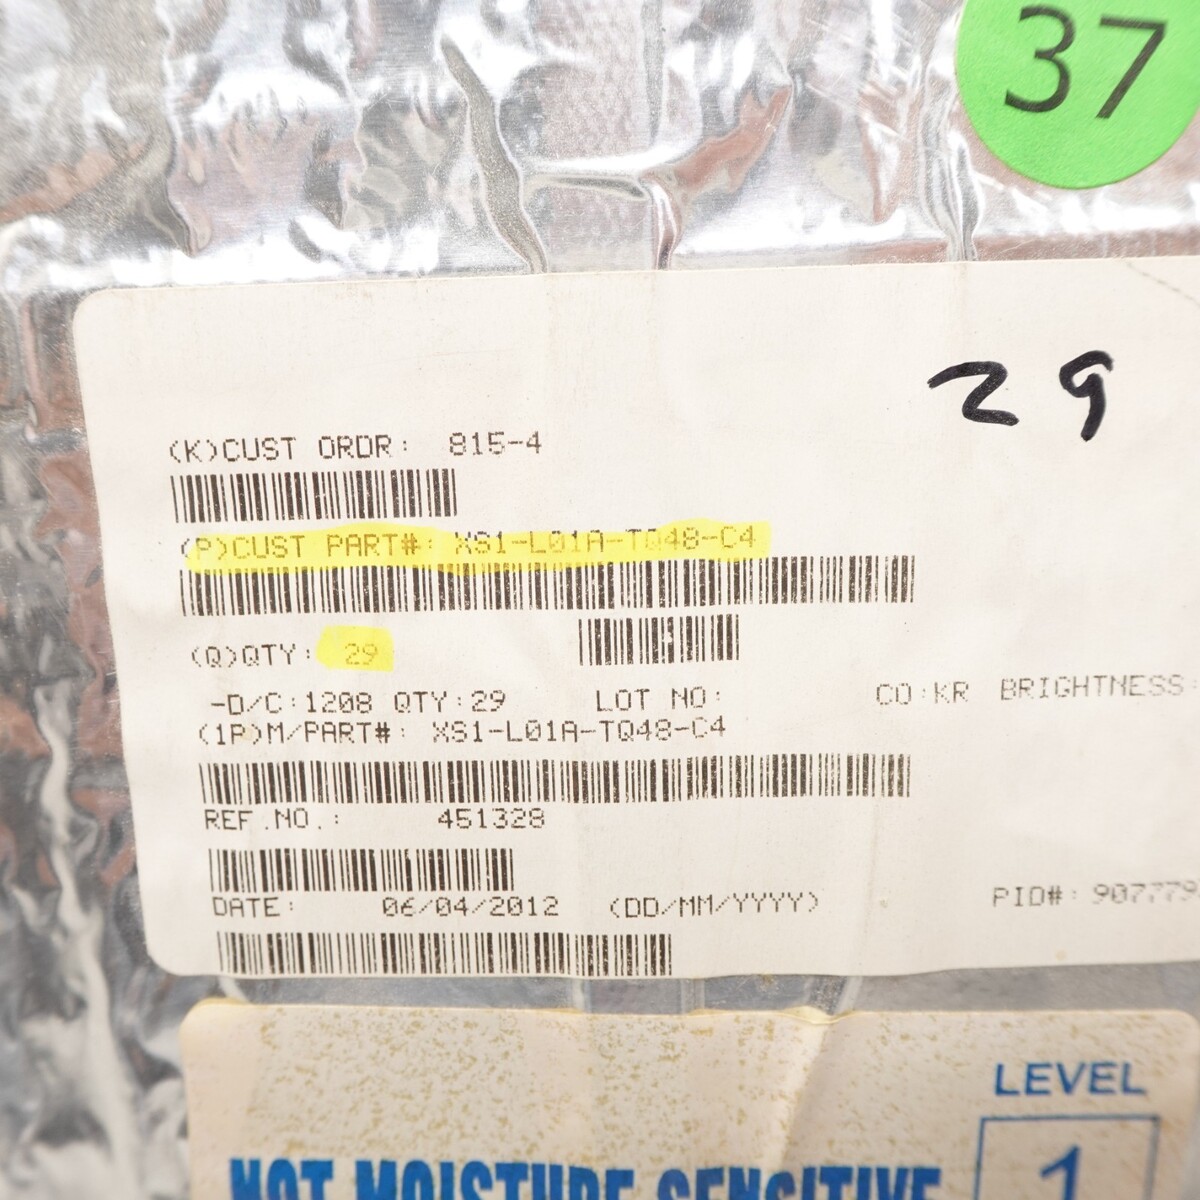 37
29
(K)CUST ORDR: 815-4
(P)CUST PART#: XS1-L01A-TQ48-C4
(Q)QTY: 29
-D/C:1208 QTY:29 LOT NO: CO:KR BRIGHTNESS:
(1P)M/PART#: XS1-L01A-TQ48-C4
REF.NO.: 451328
DATE: 06/04/2012 (DD/MM/YYYY) PID#: 907779
LEVEL
1
NOT MOISTURE SENSITIVE